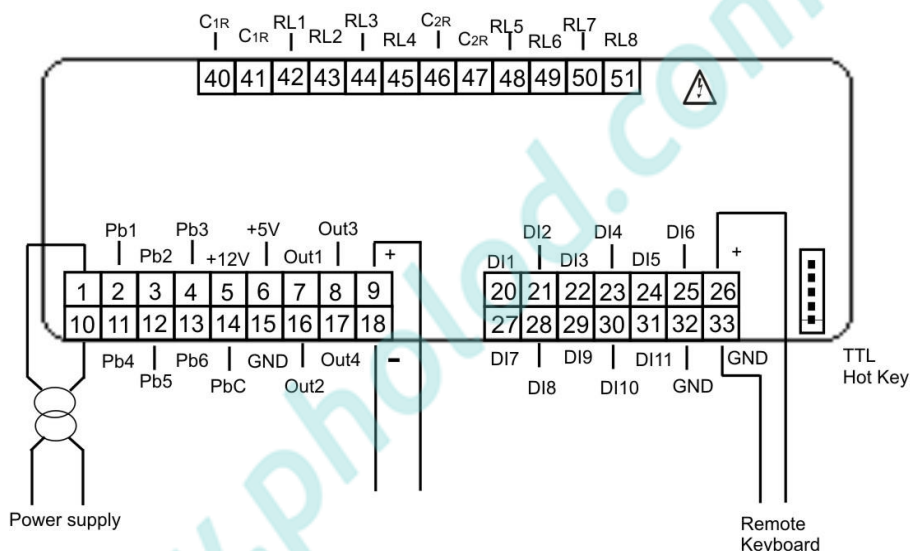 C1R RL1 RL3 C2R RL5 RL7
C1R RL2 RL4 C2R RL6 RL8
40 41 42 43 44 45 46 47 48 49 50 51
Pb1 Pb3 +5V Out3
Pb2 +12V Out1 +
1 2 3 4 5 6 7 8 9
10 11 12 13 14 15 16 17 18
Pb4 Pb6 GND Out4 -
Pb5 PbC Out2
DI2 DI4 DI6
DI1 DI3 DI5 +
20 21 22 23 24 25 26
27 28 29 30 31 32 33
DI7 DI9 DI11 GND
DI8 DI10 GND
TTL
Hot Key
Power supply
Remote
Keyboard
.pholod.com